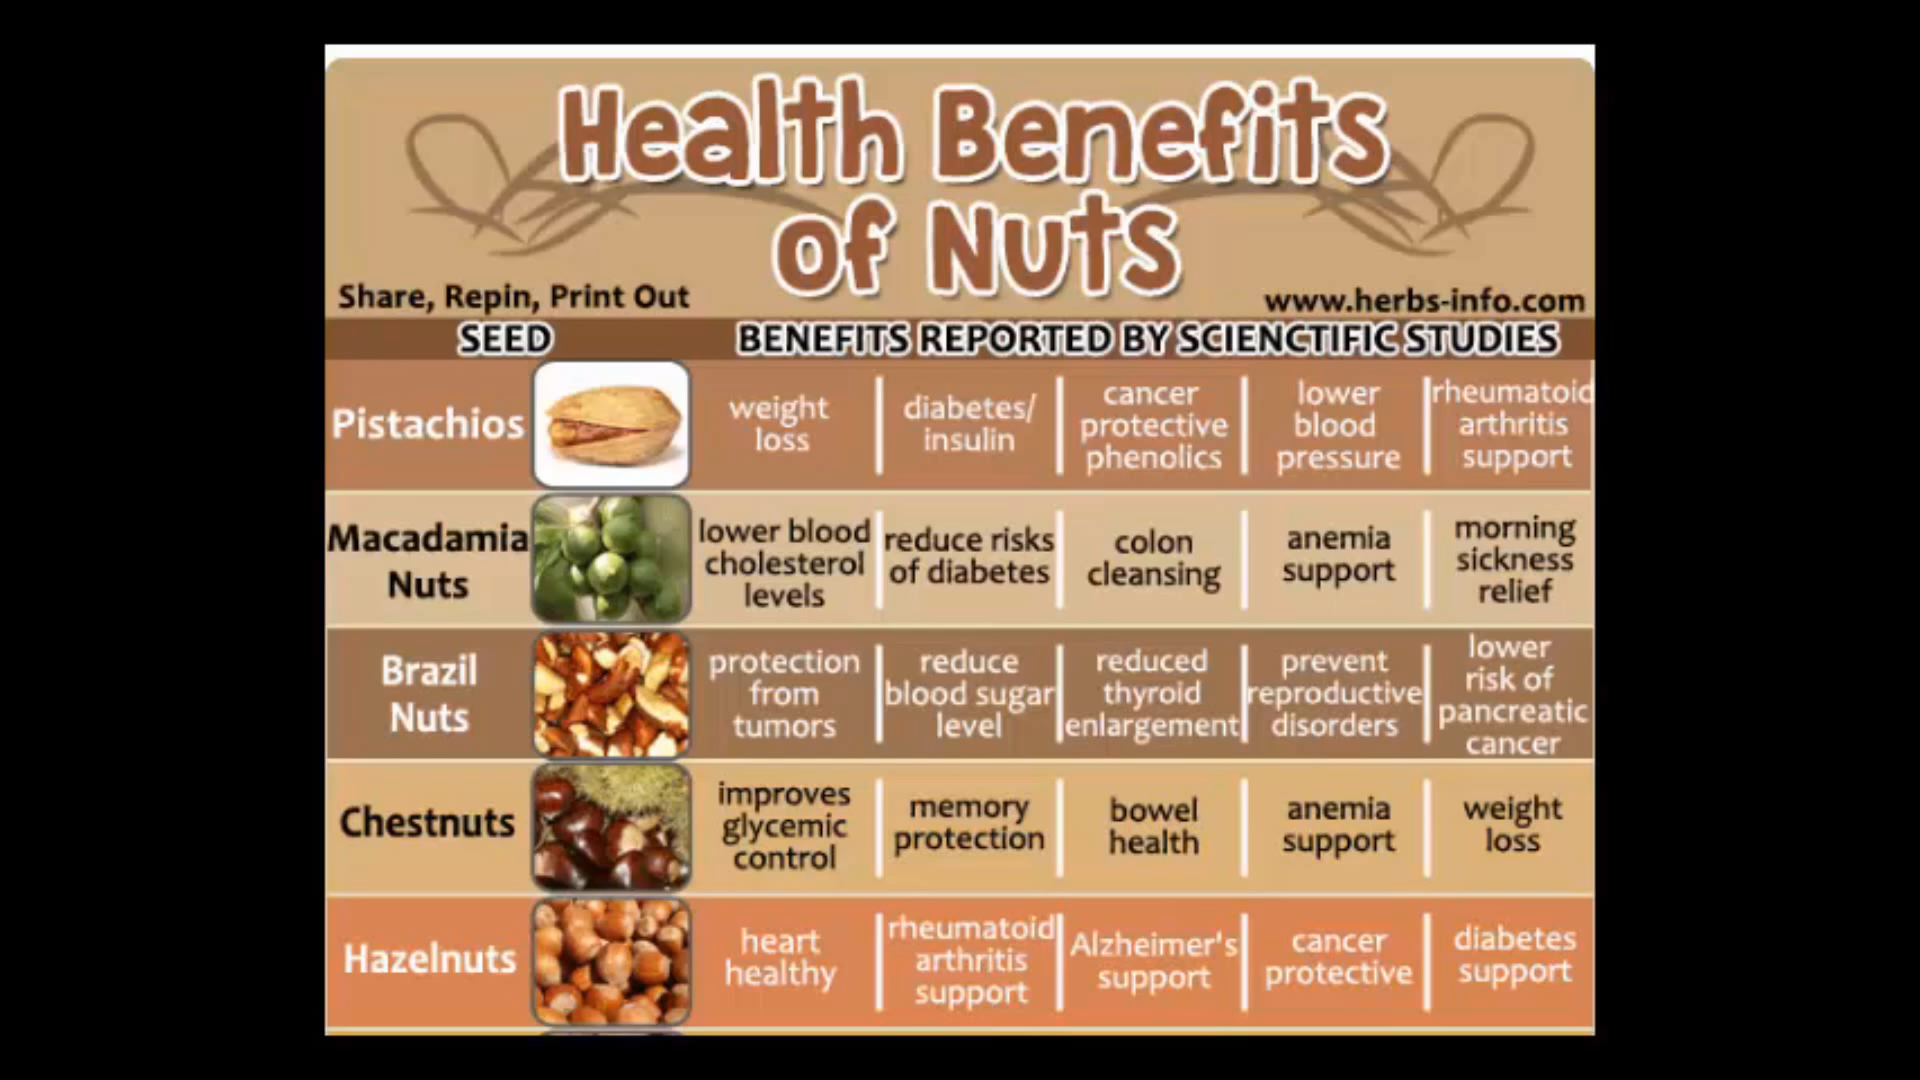 Health Benefits
of Nuts
Share, Repin, Print Out
www.herbs-info.com
SEED
BENEFITS REPORTED BY SCIENCTIFIC STUDIES
Pistachios
weight
loss
diabetes/
insulin
cancer
protective
phenolics
lower
blood
pressure
rheumatoid
arthritis
support
Macadamia
Nuts
lower blood
cholesterol
levels
reduce risks
of diabetes
colon
cleansing
anemia
support
morning
sickness
relief
Brazil
Nuts
protection
from
tumors
reduce
blood sugar
level
reduced
thyroid
enlargement
prevent
reproductive
disorders
lower
risk of
pancreatic
cancer
Chestnuts
improves
glycemic
control
memory
protection
bowel
health
anemia
support
weight
loss
Hazelnuts
heart
healthy
rheumatoid
arthritis
support
Alzheimer's
support
cancer
protective
diabetes
support